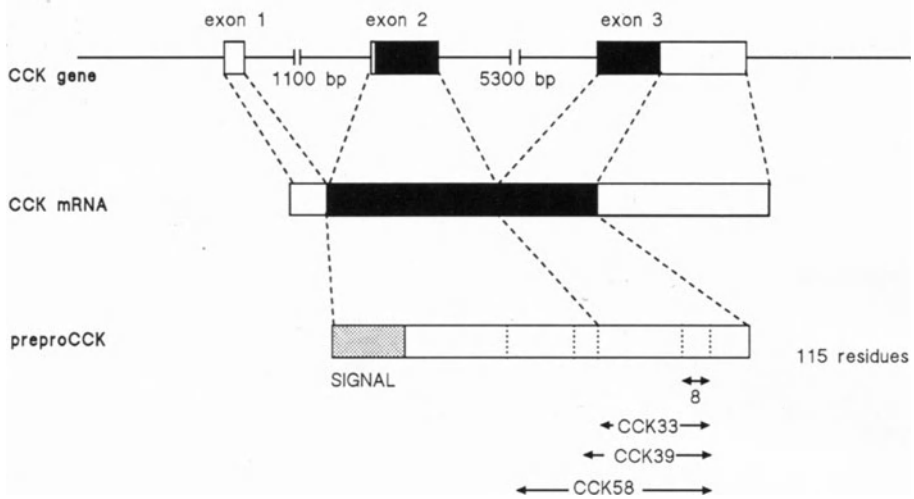 exon 1 exon 2 exon 3
1100 bp 5300 bp
CCK gene
CCK mRNA
preproCCK
115 residues
SIGNAL
8
CCK33
CCK39
CCK58